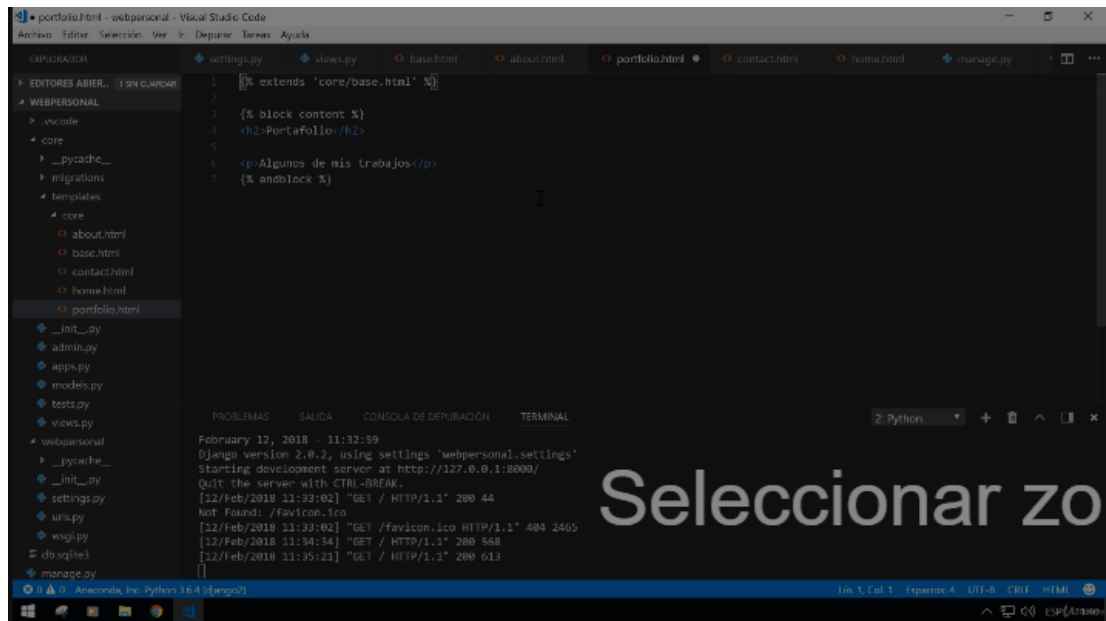 portfolio.html - webpersonal - Visual Studio Code
Archivo Editar Selección Ver Ir Depurar Tareas Ayuda
EXPLORADOR settings.py views.py base.html about.html portfolio.html contact.html home.html manage.py
EDITORES ABIER.. 1 SIN GUARDAR
WEBPERSONAL
.vscode
core
__pycache__
migrations
templates
core
about.html
base.html
contact.html
home.html
portfolio.html
__init__.py
admin.py
apps.py
models.py
tests.py
views.py
webpersonal
__pycache__
__init__.py
settings.py
urls.py
wsgi.py
db.sqlite3
manage.py
1 {% extends 'core/base.html' %}
2
3 {% block content %}
4 <h2>Portafolio</h2>
5
6 <p>Algunos de mis trabajos</p>
7 {% endblock %}
PROBLEMAS SALIDA CONSOLA DE DEPURACIÓN TERMINAL 2: Python
February 12, 2018 - 11:32:59
Django version 2.0.2, using settings 'webpersonal.settings'
Starting development server at http://127.0.0.1:8000/
Quit the server with CTRL-BREAK.
[12/Feb/2018 11:33:02] "GET / HTTP/1.1" 200 44
Not Found: /favicon.ico
[12/Feb/2018 11:33:02] "GET /favicon.ico HTTP/1.1" 404 2465
[12/Feb/2018 11:34:34] "GET / HTTP/1.1" 200 568
[12/Feb/2018 11:35:21] "GET / HTTP/1.1" 200 613
Seleccionar zo
0 0 Anaconda, Inc. Python 3.6.4 (django2) Lín. 1, Col. 1 Espacios: 4 UTF-8 CRLF HTML
ESP